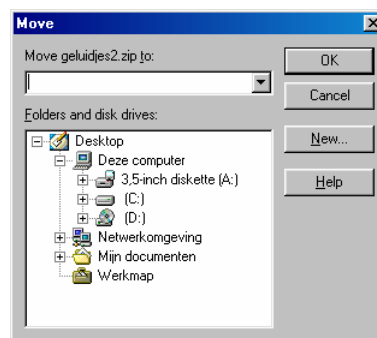 Move
Move geluidjes2.zip to:
OK
Cancel
Folders and disk drives:
New...
Help
Desktop
Deze computer
3,5-inch diskette (A:)
(C:)
(D:)
Netwerkomgeving
Mijn documenten
Werkmap